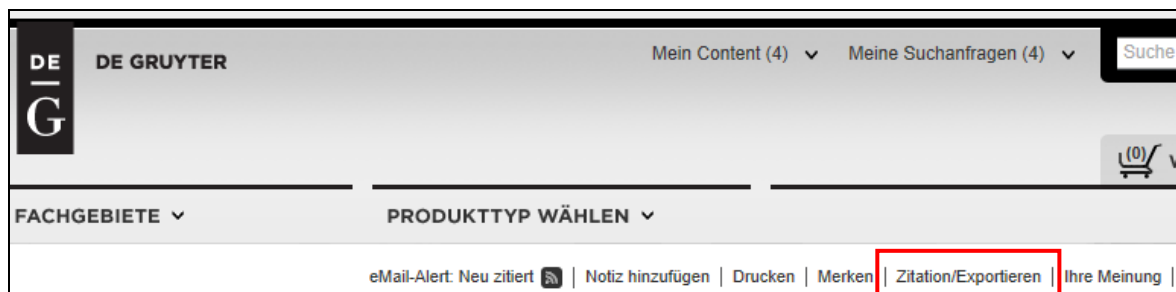 DE
G
DE GRUYTER
Mein Content (4)
Meine Suchanfragen (4)
Suche
(0)
FACHGEBIETE
PRODUKTTYP WÄHLEN
eMail-Alert: Neu zitiert | Notiz hinzufügen | Drucken | Merken | Zitation/Exportieren | Ihre Meinung |